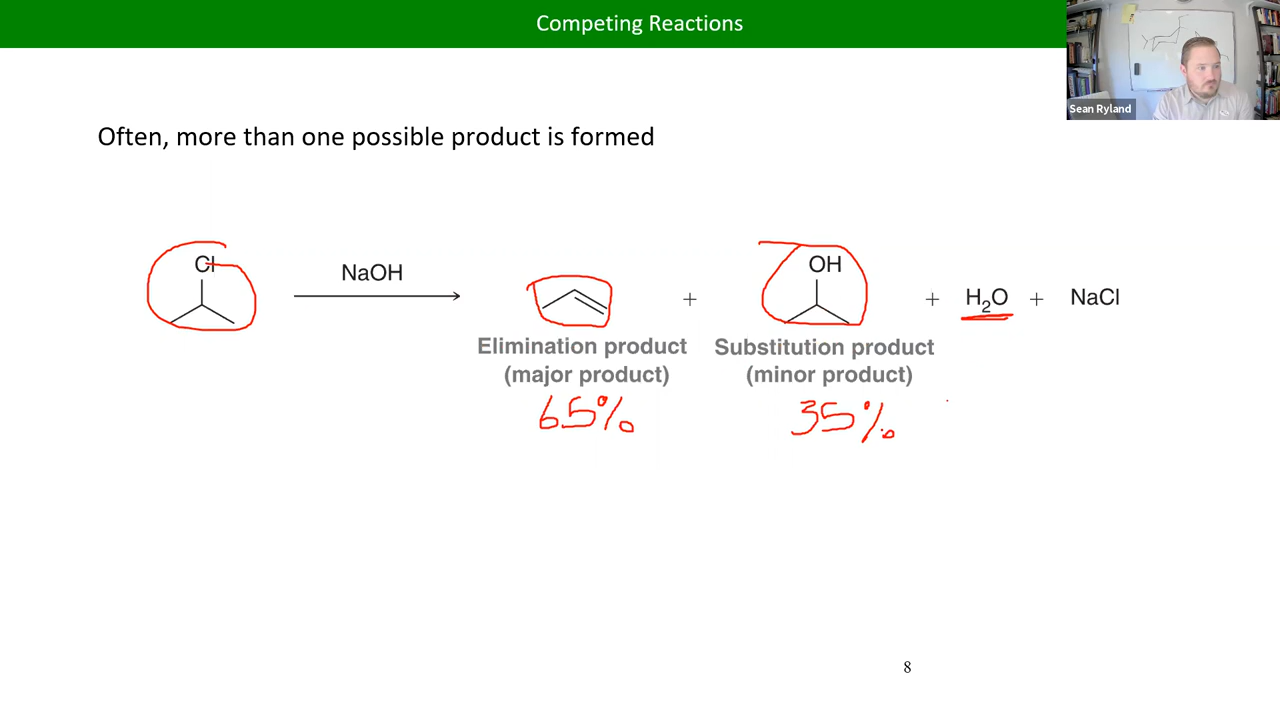 Competing Reactions
Sean Ryland
Often, more than one possible product is formed
Cl
NaOH
+
OH
+ H₂O + NaCl
Elimination product
(major product)
Substitution product
(minor product)
65%
35%
8